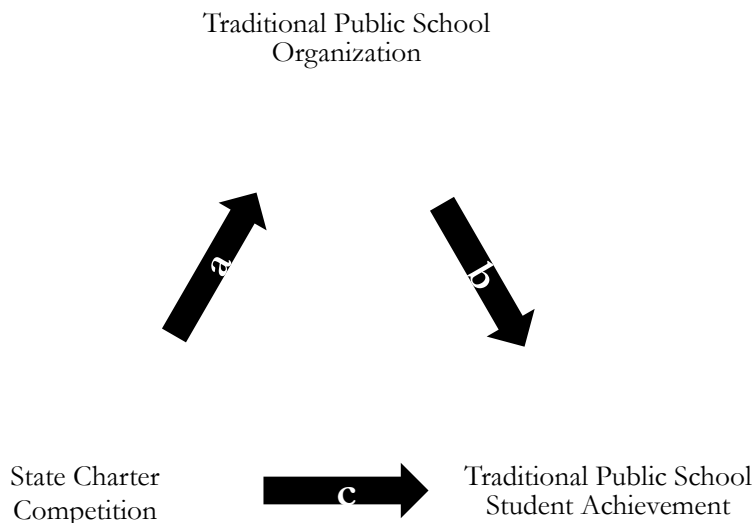 Traditional Public School
Organization
a
b
State Charter
Competition
c
Traditional Public School
Student Achievement